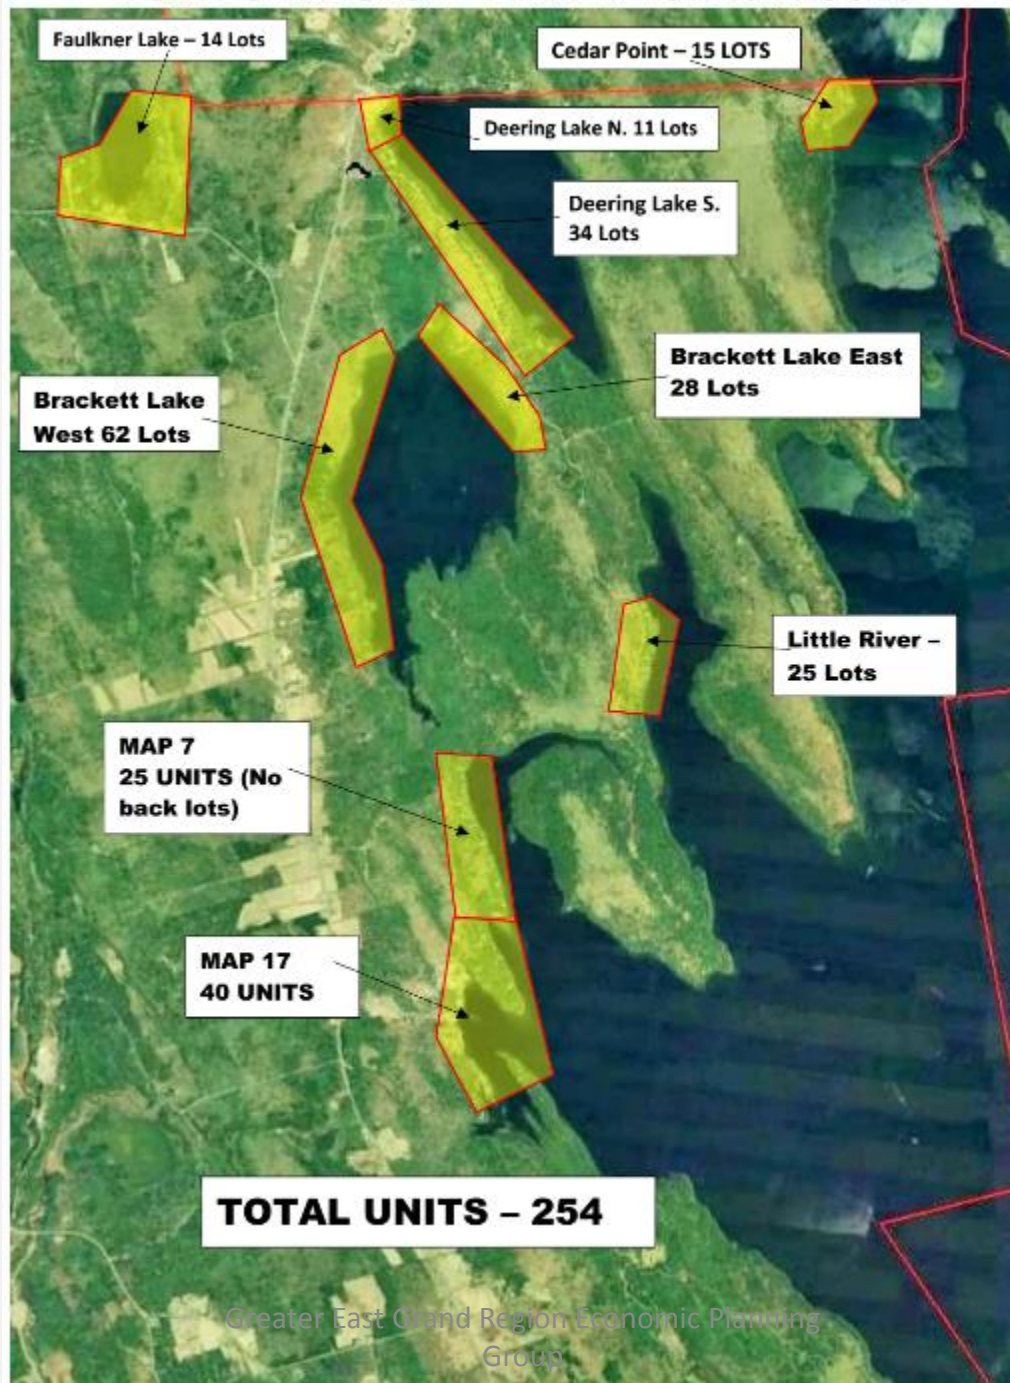 Faulkner Lake – 14 Lots
Cedar Point – 15 LOTS
Deering Lake N. 11 Lots
Deering Lake S.
34 Lots
Brackett Lake East
28 Lots
Brackett Lake
West 62 Lots
Little River –
25 Lots
MAP 7
25 UNITS (No
back lots)
MAP 17
40 UNITS
TOTAL UNITS – 254
Greater East Grand Region Economic Planning
Group